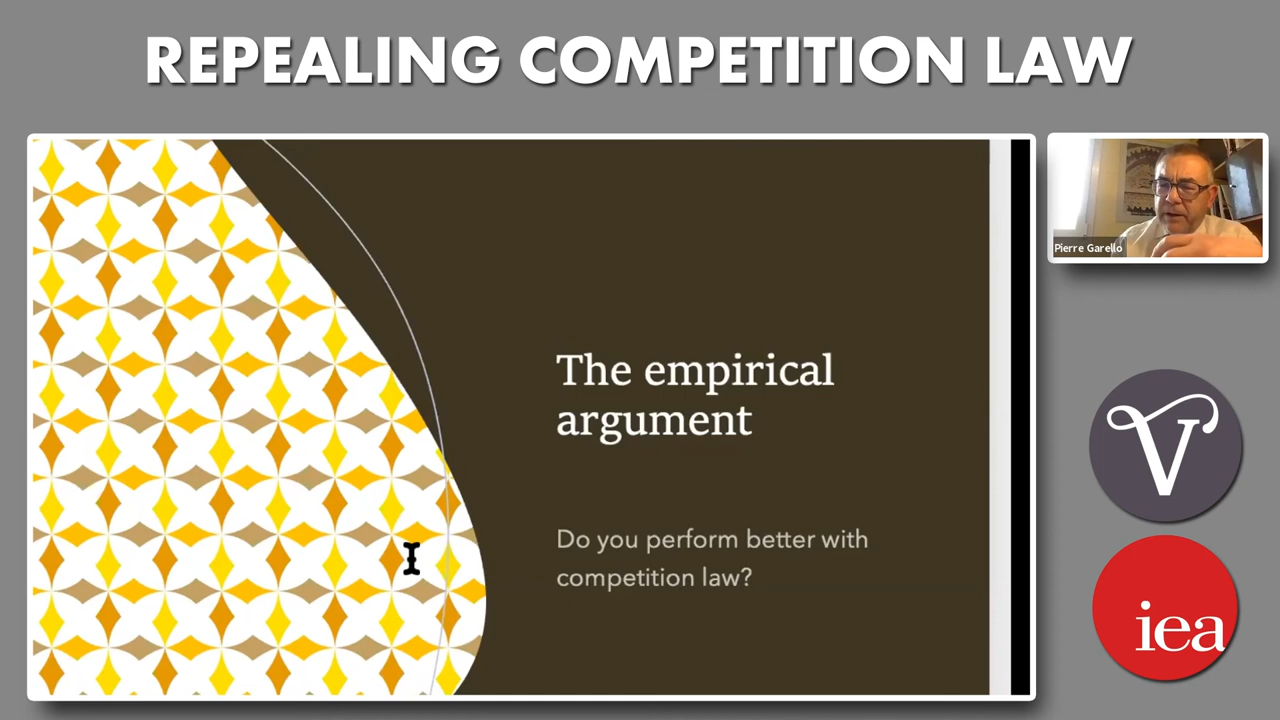 REPEALING COMPETITION LAW
The empirical
argument
Do you perform better with
competition law?
Pierre Garello
V
iea